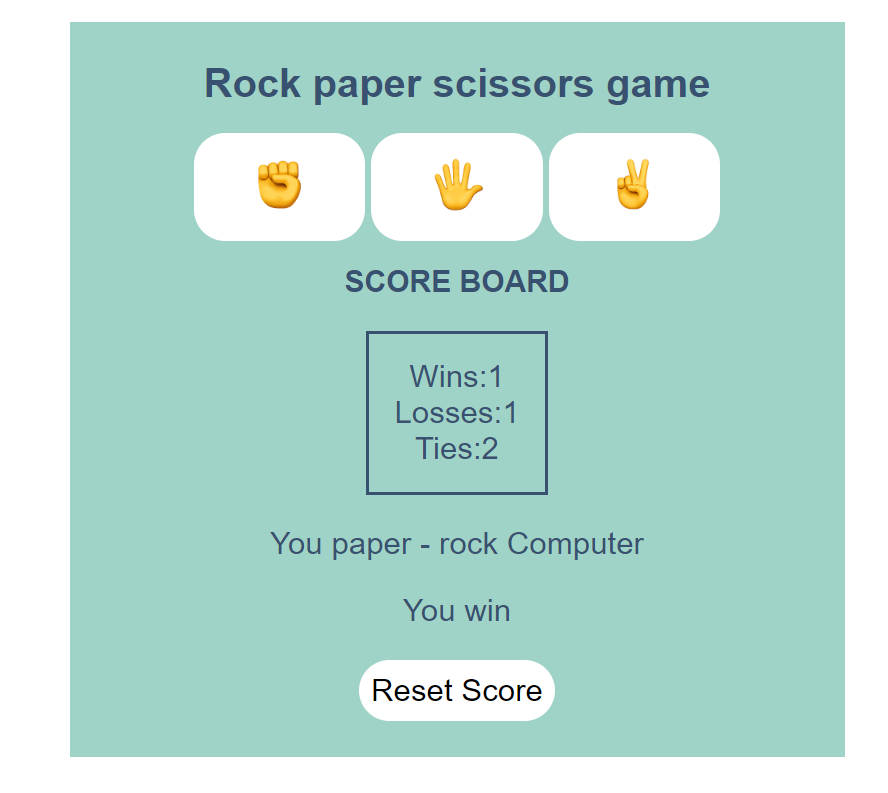 Rock paper scissors game
SCORE BOARD
Wins:1
Losses:1
Ties:2
You paper - rock Computer
You win
Reset Score